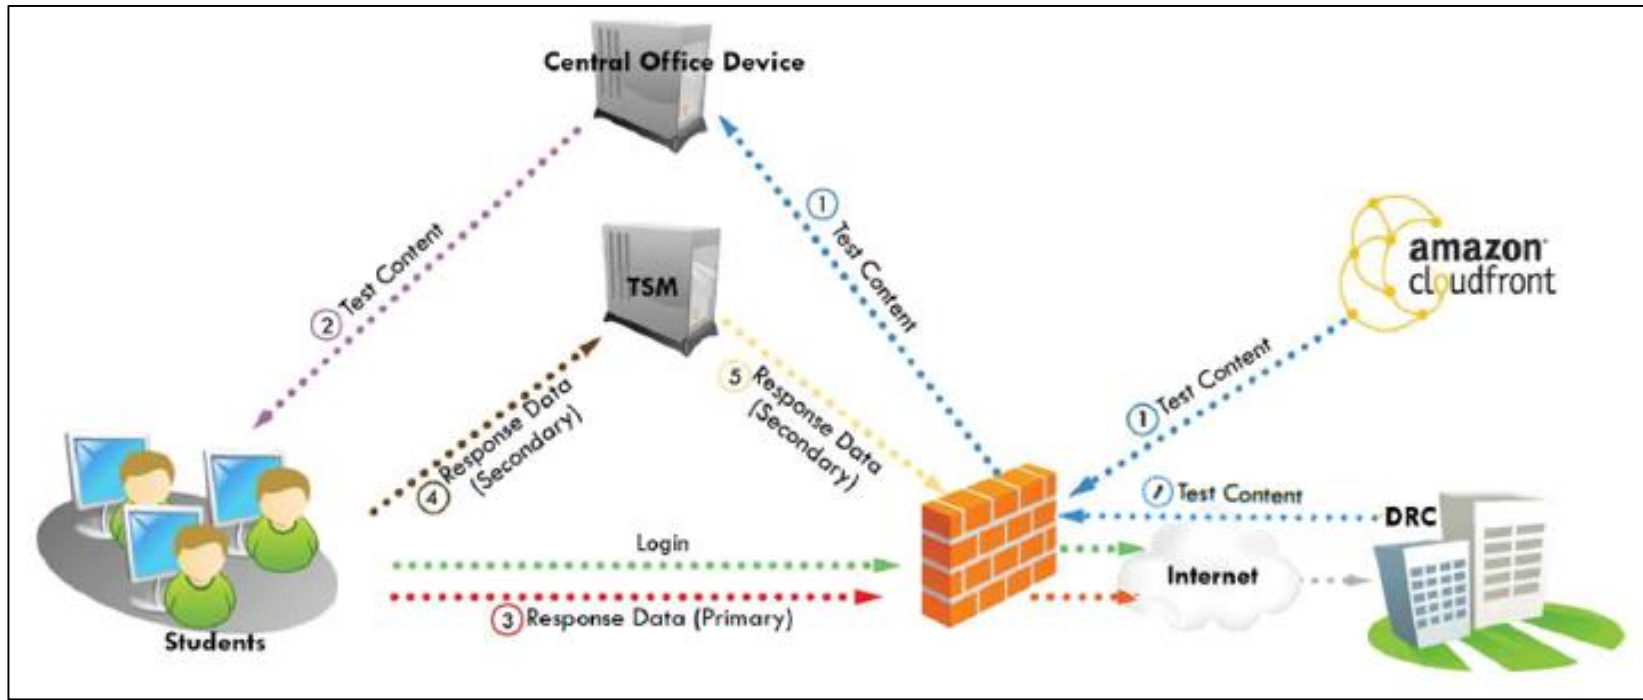 Central Office Device
1 Test Content
amazon
cloudfront
TSM
2 Test Content
1 Test Content
5 Response Data
(Secondary)
4 Response Data
(Secondary)
1 Test Content
DRC
Login
Internet
3 Response Data (Primary)
Students